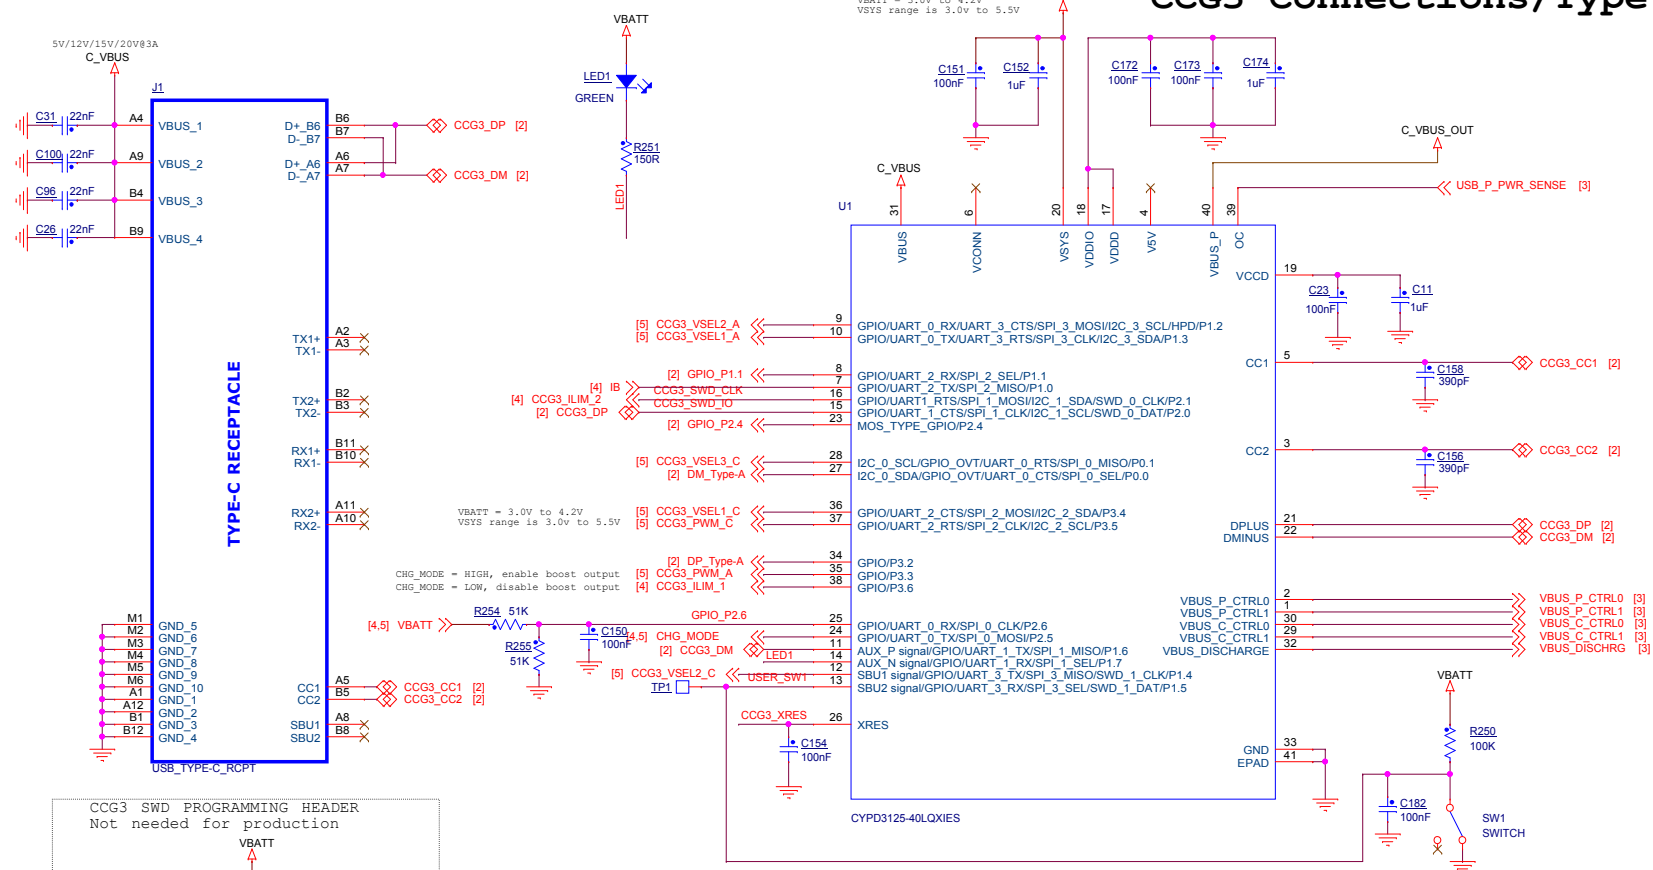 VBATT = 3.0V to 4.2V
VSYS range is 3.0v to 5.5V
CCG3 Connections/Type
5V/12V/15V/20V@3A
C_VBUS
J1
C31 22nF
A4
VBUS_1
C100 22nF
A9
VBUS_2
C96 22nF
B4
VBUS_3
C26 22nF
B9
VBUS_4
D+_B6 B6
D-_B7 B7
D+_A6 A6
D-_A7 A7
CCG3_DP [2]
CCG3_DM [2]
TX1+ A2
TX1- A3
TX2+ B2
TX2- B3
RX1+ B11
RX1- B10
RX2+ A11
RX2- A10
TYPE-C RECEPTACLE
M1 GND_5
M2 GND_6
M3 GND_7
M4 GND_8
M5 GND_9
M6 GND_10
A1 GND_1
A12 GND_2
B1 GND_3
B12 GND_4
CC1 A5 CCG3_CC1 [2]
CC2 B5 CCG3_CC2 [2]
SBU1 A8
SBU2 B8
USB_TYPE-C_RCPT
CCG3 SWD PROGRAMMING HEADER
Not needed for production
VBATT
VBATT
LED1
GREEN
R251
150R
LED1
C151
100nF
C152
1uF
C172
100nF
C173
100nF
C174
1uF
C_VBUS
C_VBUS_OUT
USB_P_PWR_SENSE [3]
U1
31 VBUS
6 VCONN
20 VSYS
18 VDDIO
17 VDDD
4 V5V
40 VBUS_P
39 OC
[5] CCG3_VSEL2_A 9 GPIO/UART_0_RX/UART_3_CTS/SPI_3_MOSI/I2C_3_SCL/HPD/P1.2
[5] CCG3_VSEL1_A 10 GPIO/UART_0_TX/UART_3_RTS/SPI_3_CLK/I2C_3_SDA/P1.3
[2] GPIO_P1.1 8 GPIO/UART_2_RX/SPI_2_SEL/P1.1
[4] IB 7 GPIO/UART_2_TX/SPI_2_MISO/P1.0
[4] CCG3_ILIM_2 CCG3_SWD_CLK 16 GPIO/UART1_RTS/SPI_1_MOSI/I2C_1_SDA/SWD_0_CLK/P2.1
[2] CCG3_DP CCG3_SWD_IO 15 GPIO/UART_1_CTS/SPI_1_CLK/I2C_1_SCL/SWD_0_DAT/P2.0
[2] GPIO_P2.4 23 MOS_TYPE_GPIO/P2.4
[5] CCG3_VSEL3_C 28 I2C_0_SCL/GPIO_OVT/UART_0_RTS/SPI_0_MISO/P0.1
[2] DM_Type-A 27 I2C_0_SDA/GPIO_OVT/UART_0_CTS/SPI_0_SEL/P0.0
VBATT = 3.0V to 4.2V
VSYS range is 3.0v to 5.5V
[5] CCG3_VSEL1_C 36 GPIO/UART_2_CTS/SPI_2_MOSI/I2C_2_SDA/P3.4
[5] CCG3_PWM_C 37 GPIO/UART_2_RTS/SPI_2_CLK/I2C_2_SCL/P3.5
[2] DP_Type-A 34 GPIO/P3.2
CHG_MODE = HIGH, enable boost output [5] CCG3_PWM_A 35 GPIO/P3.3
CHG_MODE = LOW, disable boost output [4] CCG3_ILIM_1 38 GPIO/P3.6
[4,5] VBATT R254 51K GPIO_P2.6 25 GPIO/UART_0_RX/SPI_0_CLK/P2.6
C150
100nF
R255
51K
[4,5] CHG_MODE 24 GPIO/UART_0_TX/SPI_0_MOSI/P2.5
[2] CCG3_DM 11 AUX_P signal/GPIO/UART_1_TX/SPI_1_MISO/P1.6
LED1 14 AUX_N signal/GPIO/UART_1_RX/SPI_1_SEL/P1.7
[5] CCG3_VSEL2_C 12 SBU1 signal/GPIO/UART_3_TX/SPI_3_MISO/SWD_1_CLK/P1.4
TP1 USER_SW1 13 SBU2 signal/GPIO/UART_3_RX/SPI_3_SEL/SWD_1_DAT/P1.5
CCG3_XRES 26 XRES
C154
100nF
CYPD3125-40LQXIES
VCCD 19
C23
100nF
C11
1uF
CC1 5 CCG3_CC1 [2]
C158
390pF
CC2 3 CCG3_CC2 [2]
C156
390pF
DPLUS 21 CCG3_DP [2]
DMINUS 22 CCG3_DM [2]
VBUS_P_CTRL0 2 VBUS_P_CTRL0 [3]
VBUS_P_CTRL1 1 VBUS_P_CTRL1 [3]
VBUS_C_CTRL0 30 VBUS_C_CTRL0 [3]
VBUS_C_CTRL1 29 VBUS_C_CTRL1 [3]
VBUS_DISCHARGE 32 VBUS_DISCHRG [3]
GND 33
EPAD 41
VBATT
R250
100K
C182
100nF
SW1
SWITCH